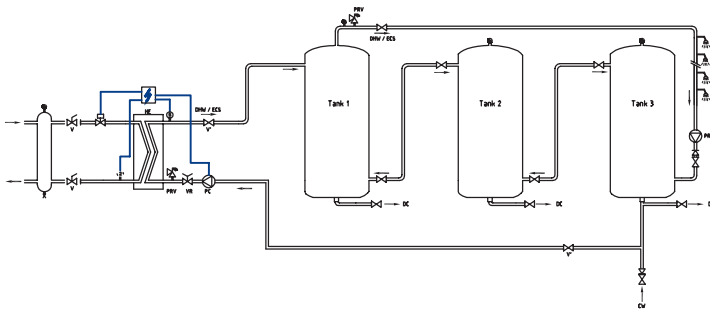 PRV
DHW / ECS
HE
DHW / ECS
V*
V
Tank 1
Tank 2
Tank 3
V
PRV
VR
PC
DC
DC
V*
CW